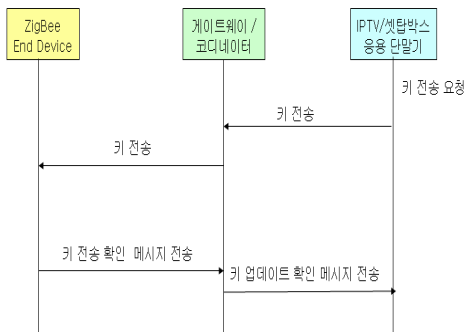 ZigBee
End Device
게이트웨이 /
코디네이터
IPTV/셋탑박스
응용 단말기
키 전송 요청
키 전송
키 전송
키 전송 확인 메시지 전송
키 업데이트 확인 메시지 전송